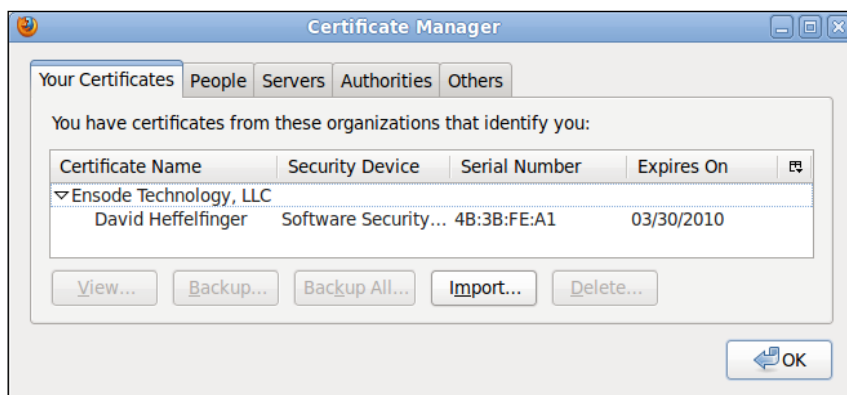 Certificate Manager
Your Certificates People Servers Authorities Others
You have certificates from these organizations that identify you:
Certificate Name Security Device Serial Number Expires On
Ensode Technology, LLC
David Heffelfinger Software Security... 4B:3B:FE:A1 03/30/2010
View... Backup... Backup All... Import... Delete...
OK